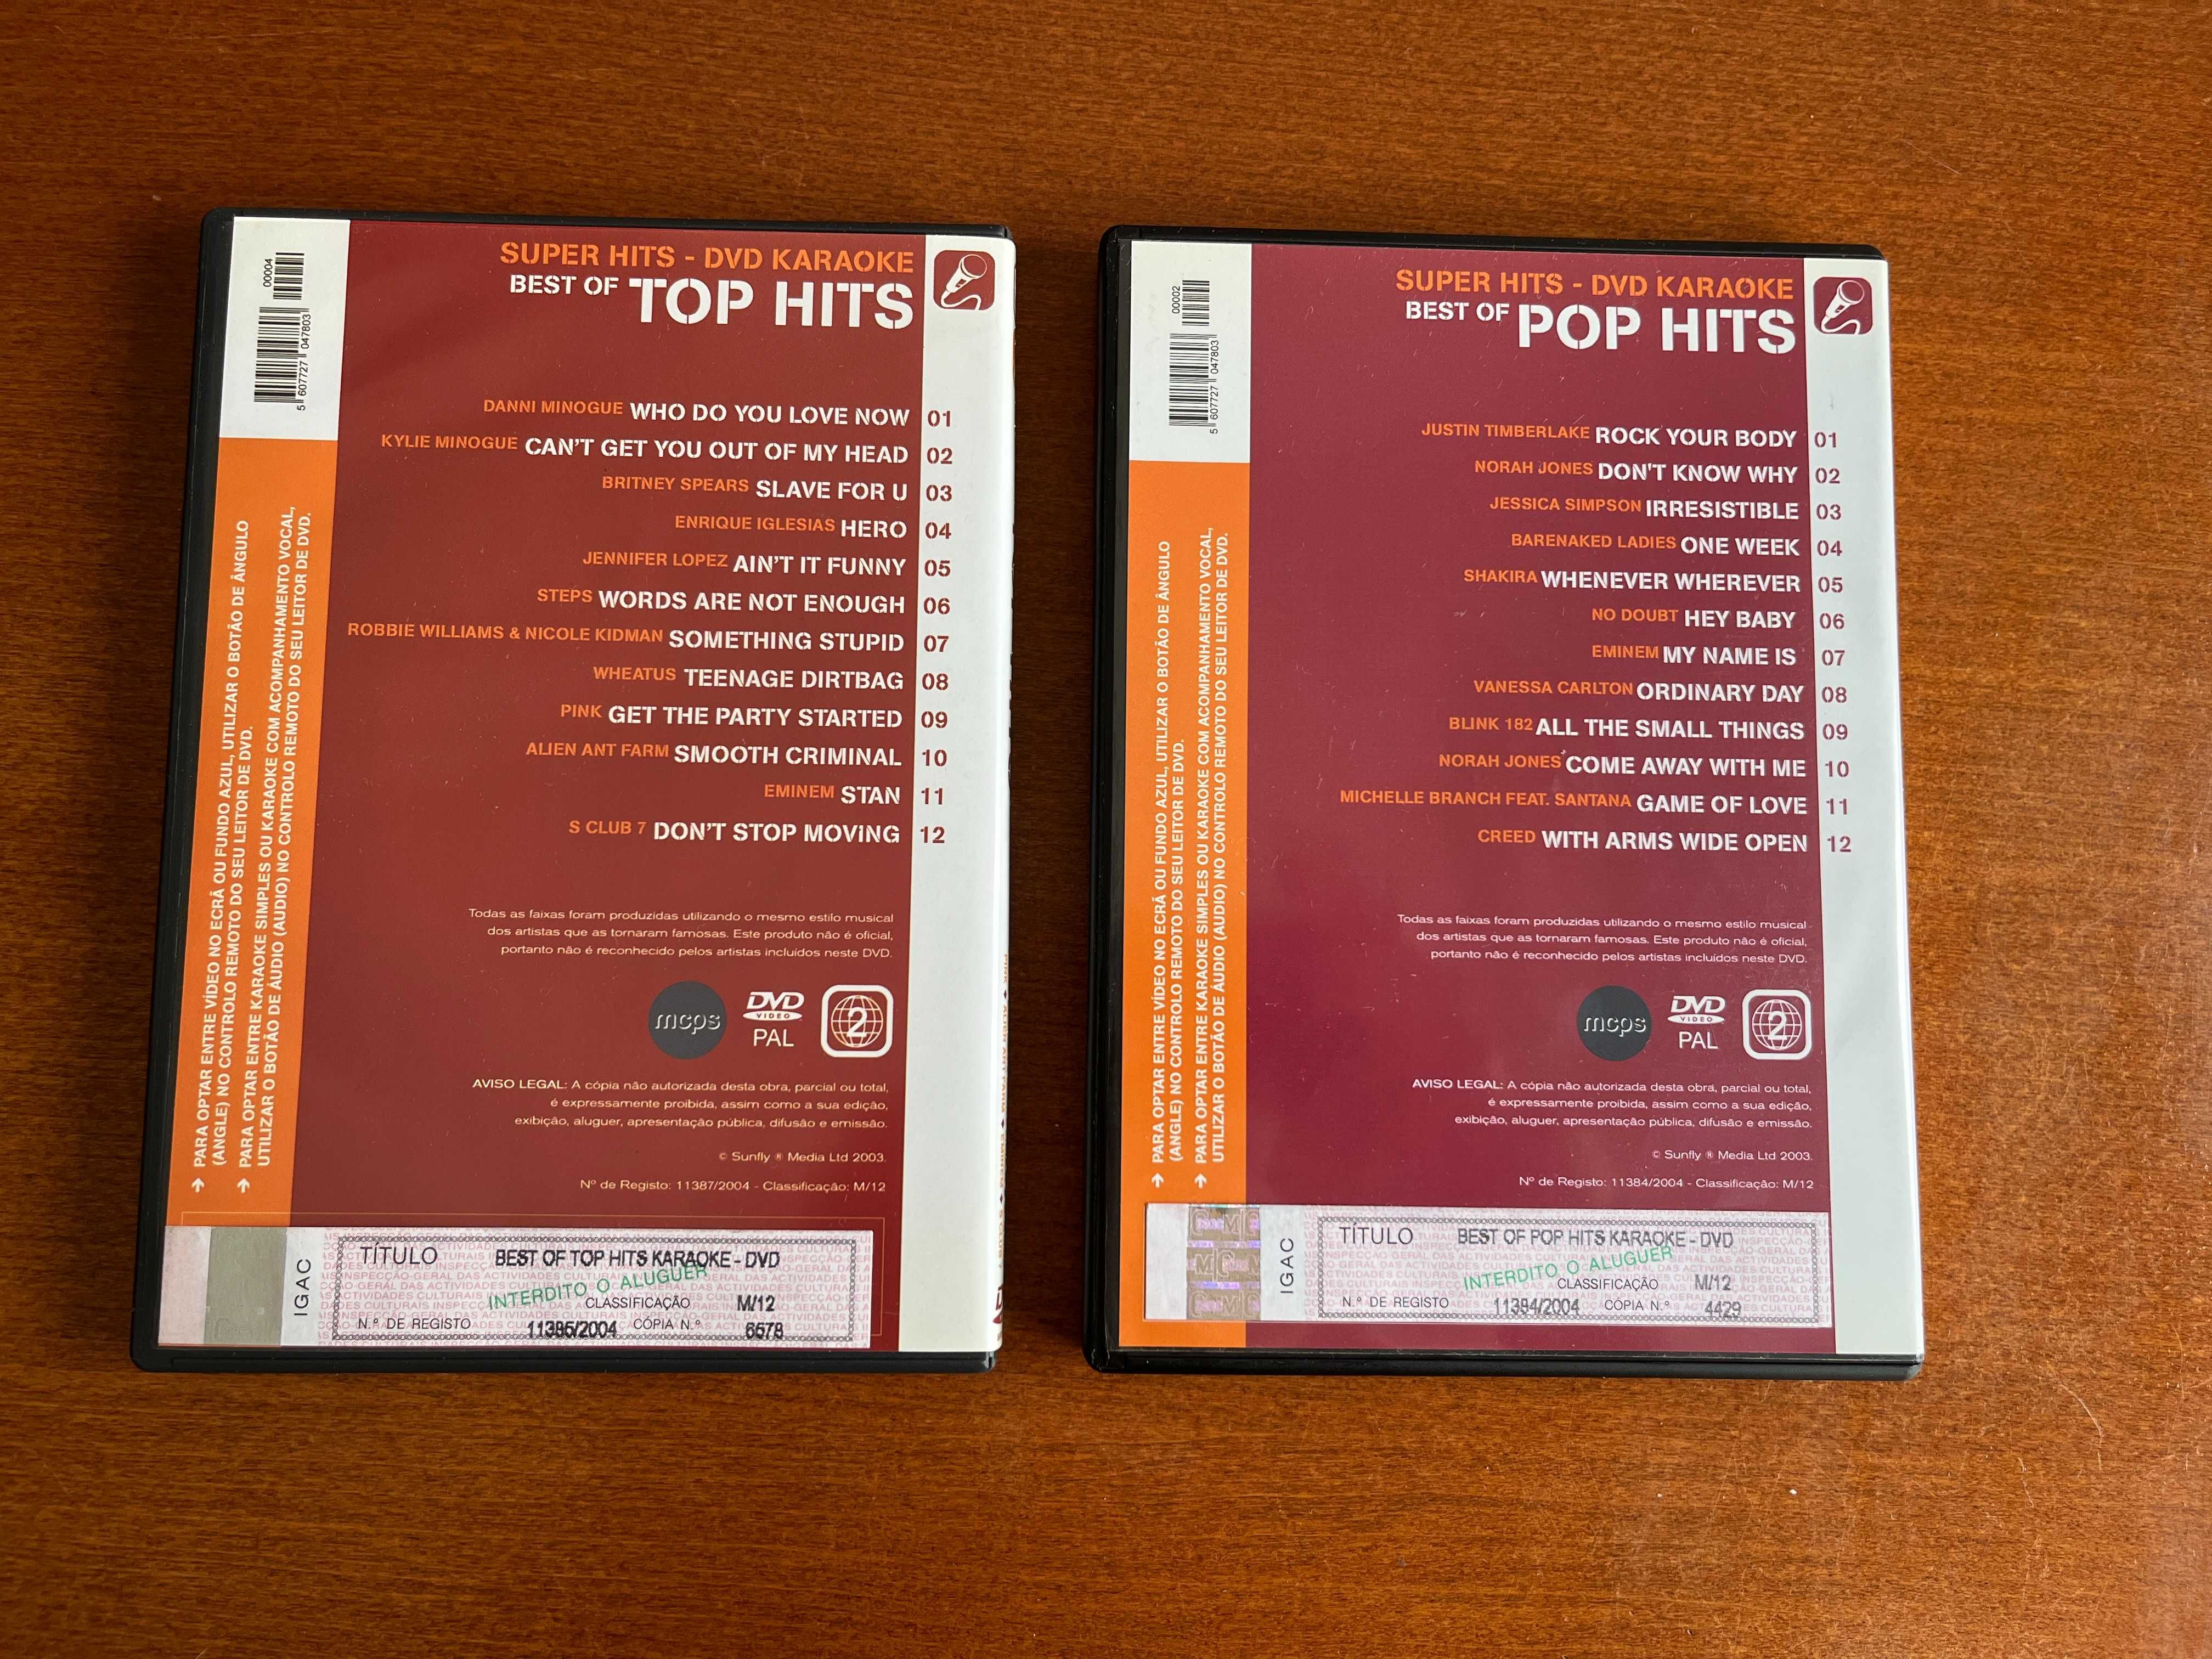 SUPER HITS - DVD KARAOKE
BEST OF TOP HITS
DANNI MINOGUE WHO DO YOU LOVE NOW 01
KYLIE MINOGUE CAN'T GET YOU OUT OF MY HEAD 02
BRITNEY SPEARS SLAVE FOR U 03
ENRIQUE IGLESIAS HERO 04
JENNIFER LOPEZ AIN'T IT FUNNY 05
STEPS WORDS ARE NOT ENOUGH 06
ROBBIE WILLIAMS & NICOLE KIDMAN SOMETHING STUPID 07
WHEATUS TEENAGE DIRTBAG 08
PINK GET THE PARTY STARTED 09
ALIEN ANT FARM SMOOTH CRIMINAL 10
EMINEM STAN 11
S CLUB 7 DON'T STOP MOVING 12
Todas as faixas foram produzidas utilizando o mesmo estilo musical
dos artistas que as tornaram famosas. Este produto não é oficial,
portanto não é reconhecido pelos artistas incluídos neste DVD.
mcps
DVD
VIDEO
PAL
2
AVISO LEGAL: A cópia não autorizada desta obra, parcial ou total,
é expressamente proibida, assim como a sua edição,
exibição, aluguer, apresentação pública, difusão e emissão.
© Sunfly ® Media Ltd 2003.
Nº de Registo: 11387/2004 - Classificação: M/12
00004
5 607727 047803
→ PARA OPTAR ENTRE VÍDEO NO ECRÃ OU FUNDO AZUL, UTILIZAR O BOTÃO DE ÂNGULO
(ANGLE) NO CONTROLO REMOTO DO SEU LEITOR DE DVD.
→ PARA OPTAR ENTRE KARAOKE SIMPLES OU KARAOKE COM ACOMPANHAMENTO VOCAL,
UTILIZAR O BOTÃO DE ÁUDIO (AUDIO) NO CONTROLO REMOTO DO SEU LEITOR DE DVD.
IGAC
TÍTULO BEST OF TOP HITS KARAOKE - DVD
INTERDITO O ALUGUER
CLASSIFICAÇÃO M/12
N.º DE REGISTO 11385/2004 CÓPIA N.º 6578
SUPER HITS - DVD KARAOKE
BEST OF POP HITS
JUSTIN TIMBERLAKE ROCK YOUR BODY 01
NORAH JONES DON'T KNOW WHY 02
JESSICA SIMPSON IRRESISTIBLE 03
BARENAKED LADIES ONE WEEK 04
SHAKIRA WHENEVER WHEREVER 05
NO DOUBT HEY BABY 06
EMINEM MY NAME IS 07
VANESSA CARLTON ORDINARY DAY 08
BLINK 182 ALL THE SMALL THINGS 09
NORAH JONES COME AWAY WITH ME 10
MICHELLE BRANCH FEAT. SANTANA GAME OF LOVE 11
CREED WITH ARMS WIDE OPEN 12
Todas as faixas foram produzidas utilizando o mesmo estilo musical
dos artistas que as tornaram famosas. Este produto não é oficial,
portanto não é reconhecido pelos artistas incluídos neste DVD.
mcps
DVD
VIDEO
PAL
2
AVISO LEGAL: A cópia não autorizada desta obra, parcial ou total,
é expressamente proibida, assim como a sua edição,
exibição, aluguer, apresentação pública, difusão e emissão.
© Sunfly ® Media Ltd 2003.
Nº de Registo: 11384/2004 - Classificação: M/12
00002
5 607727 047803
→ PARA OPTAR ENTRE VÍDEO NO ECRÃ OU FUNDO AZUL, UTILIZAR O BOTÃO DE ÂNGULO
(ANGLE) NO CONTROLO REMOTO DO SEU LEITOR DE DVD.
→ PARA OPTAR ENTRE KARAOKE SIMPLES OU KARAOKE COM ACOMPANHAMENTO VOCAL,
UTILIZAR O BOTÃO DE ÁUDIO (AUDIO) NO CONTROLO REMOTO DO SEU LEITOR DE DVD.
IGAC
TÍTULO BEST OF POP HITS KARAOKE - DVD
INTERDITO O ALUGUER
CLASSIFICAÇÃO M/12
N.º DE REGISTO 11384/2004 CÓPIA N.º 4429